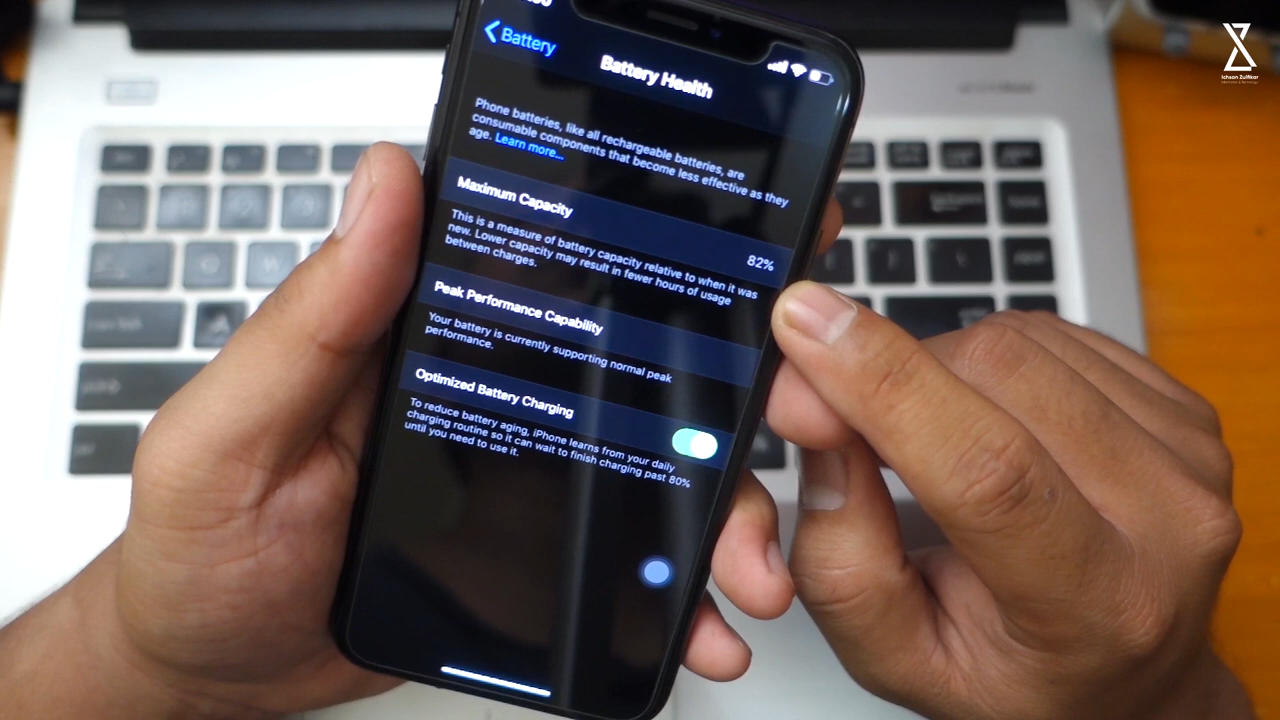 Battery
Battery Health
Phone batteries, like all rechargeable batteries, are
consumable components that become less effective as they
age. Learn more...
Maximum Capacity
82%
This is a measure of battery capacity relative to when it was
new. Lower capacity may result in fewer hours of usage
between charges.
Peak Performance Capability
Your battery is currently supporting normal peak
performance.
Optimized Battery Charging
To reduce battery aging, iPhone learns from your daily
charging routine so it can wait to finish charging past 80%
until you need to use it.
Ichsan Zulfikar